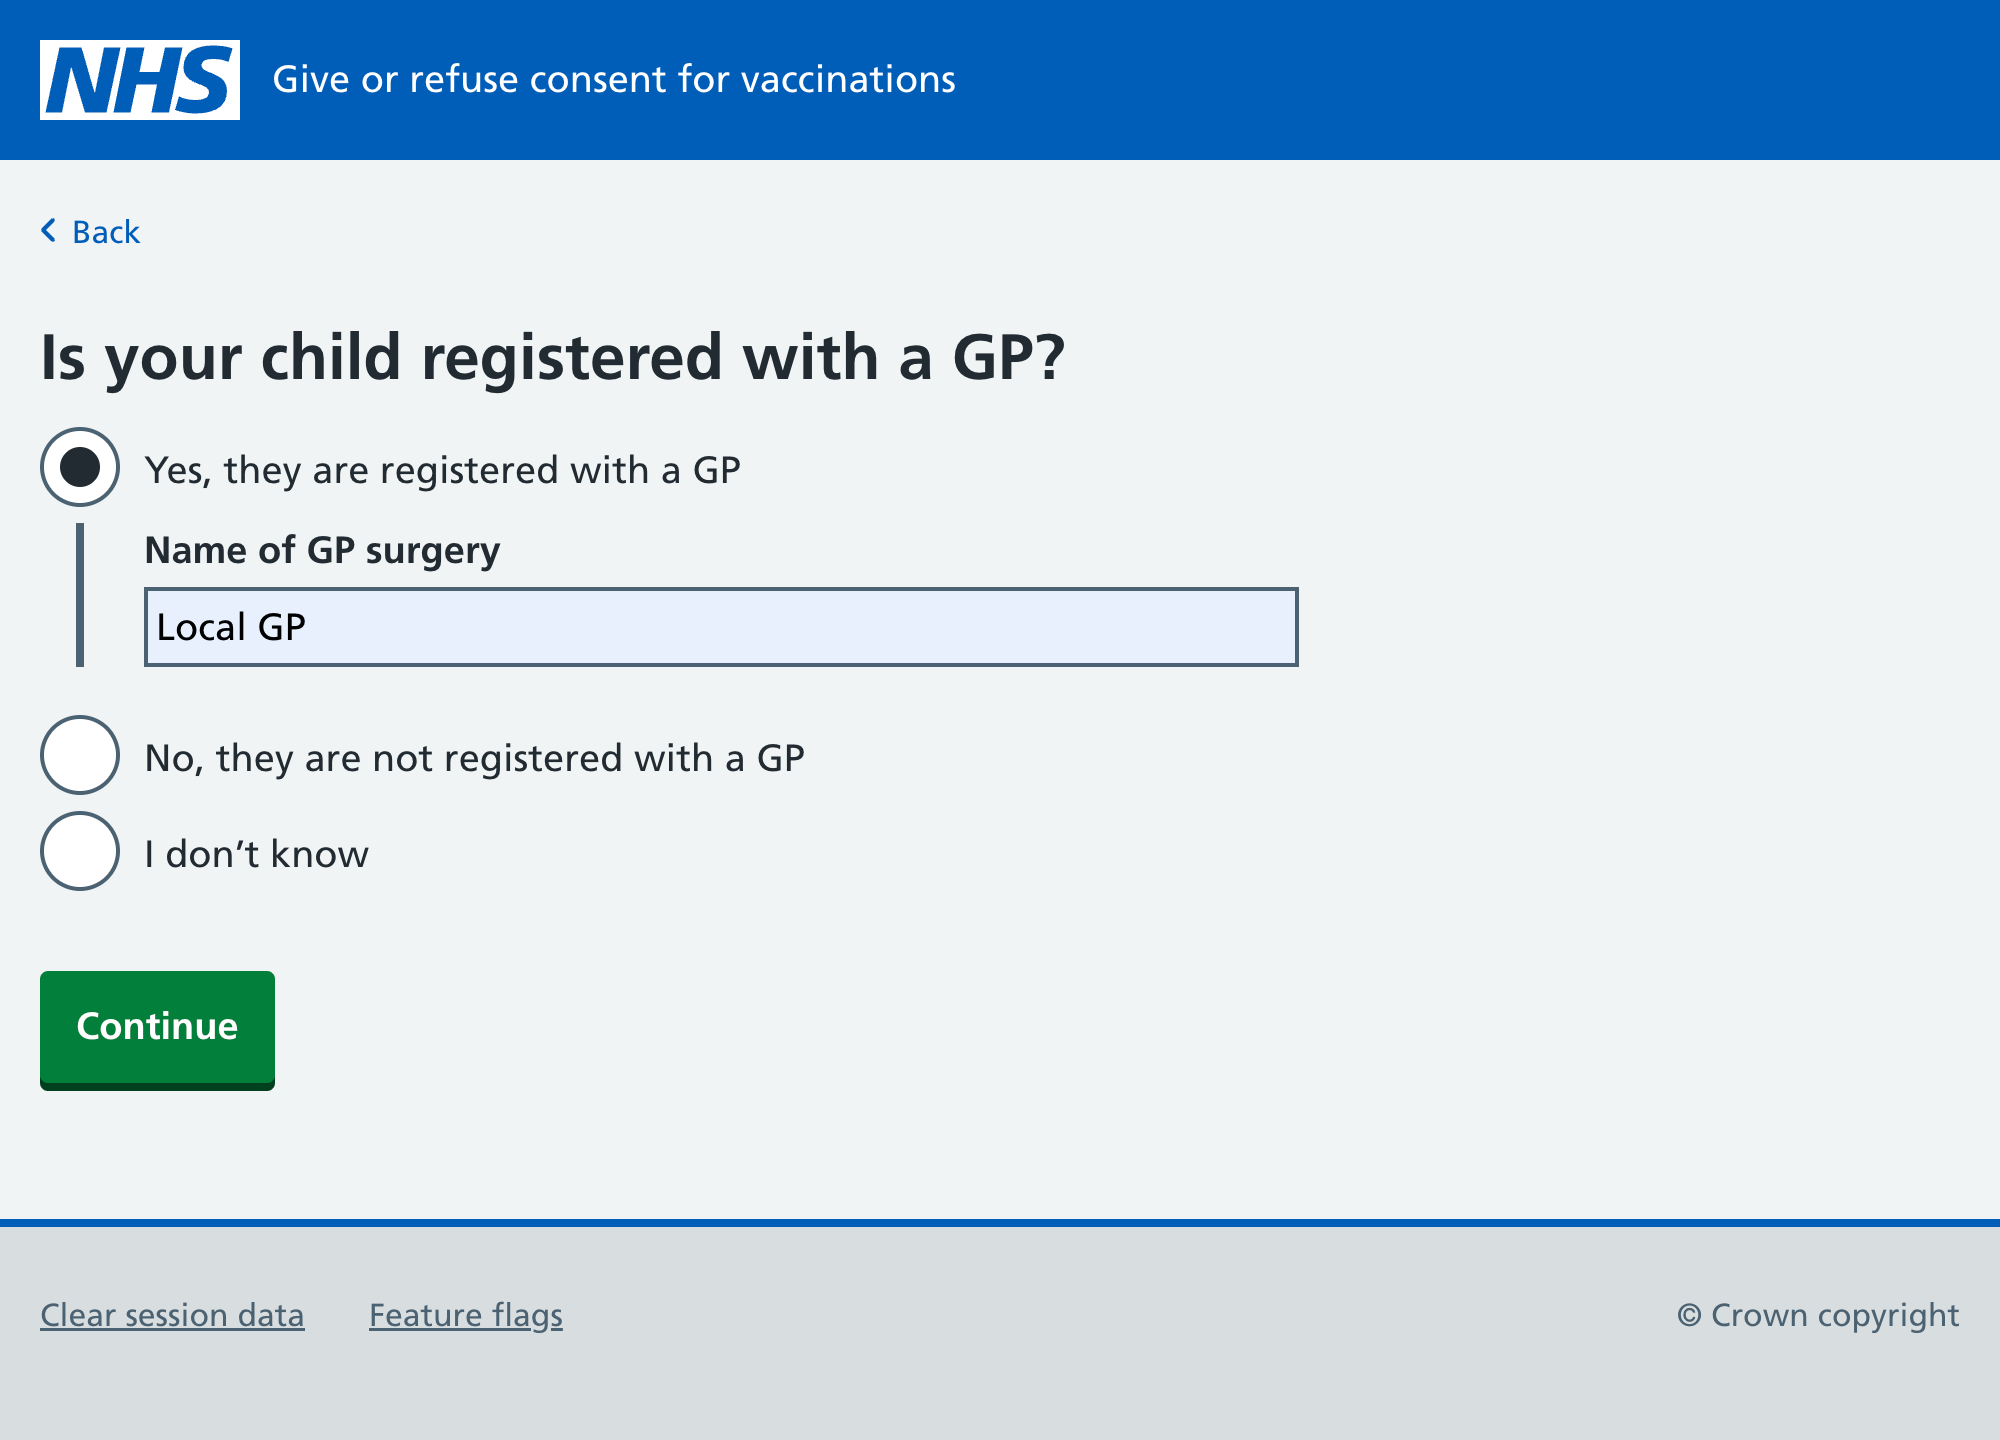 NHS
Give or refuse consent for vaccinations
Back
Is your child registered with a GP?
Yes, they are registered with a GP
Name of GP surgery
Local GP
No, they are not registered with a GP
I don’t know
Continue
Clear session data
Feature flags
© Crown copyright